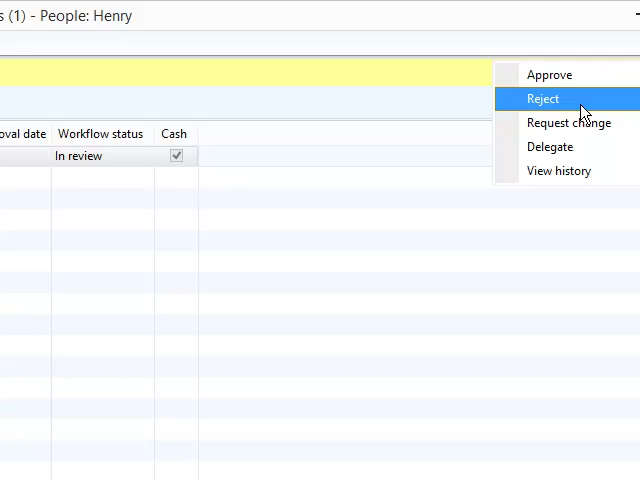 s (1) - People: Henry
Approve
Reject
Request change
Delegate
View history
oval date Workflow status Cash
In review